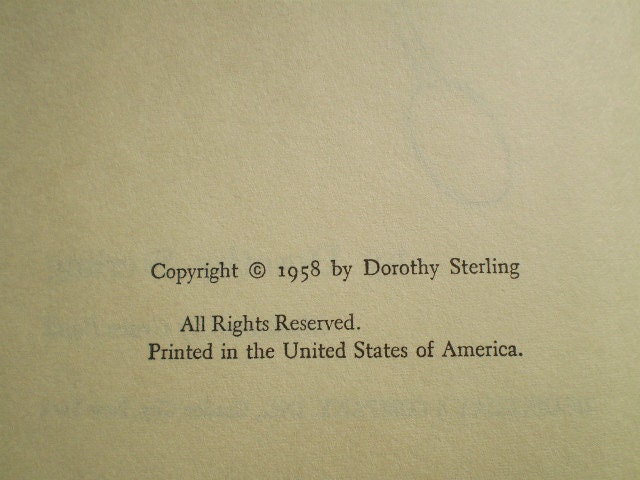 Copyright © 1958 by Dorothy Sterling
All Rights Reserved.
Printed in the United States of America.